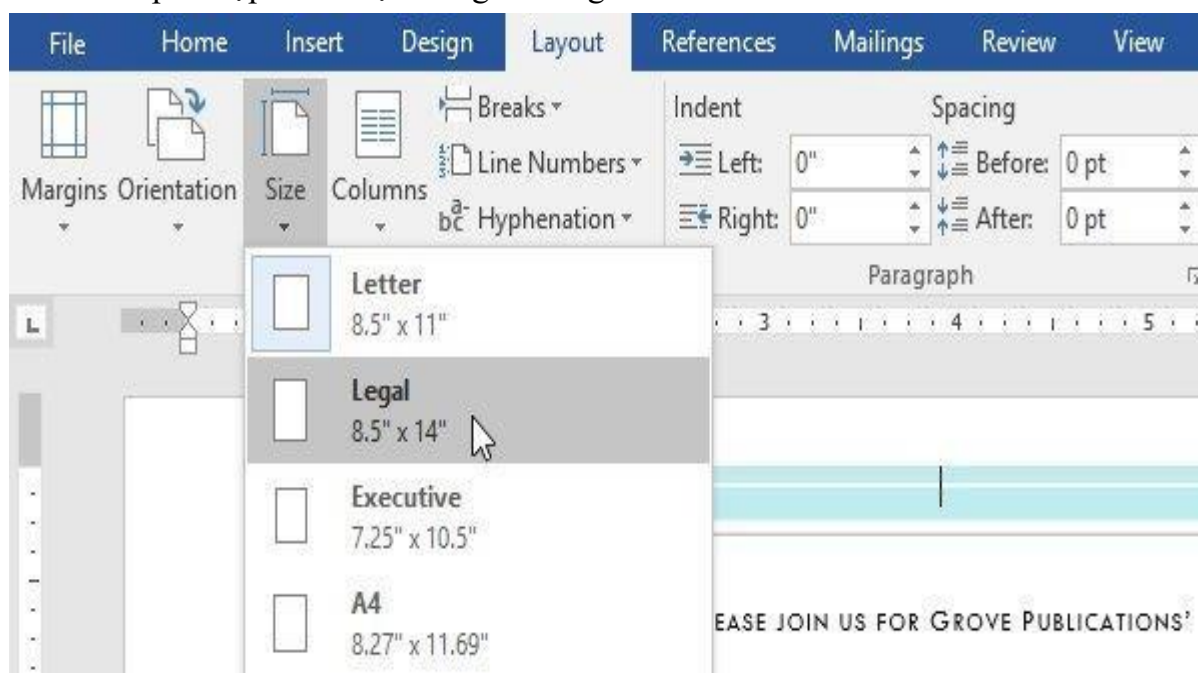 File Home Insert Design Layout References Mailings Review View
Breaks Indent Spacing
Line Numbers Left: 0" Before: 0 pt
Margins Orientation Size Columns
Hyphenation Right: 0" After: 0 pt
Paragraph
Letter
8.5" x 11"
3 4 5
Legal
8.5" x 14"
Executive
7.25" x 10.5"
A4
8.27" x 11.69"
EASE JOIN US FOR GROVE PUBLICATIONS'